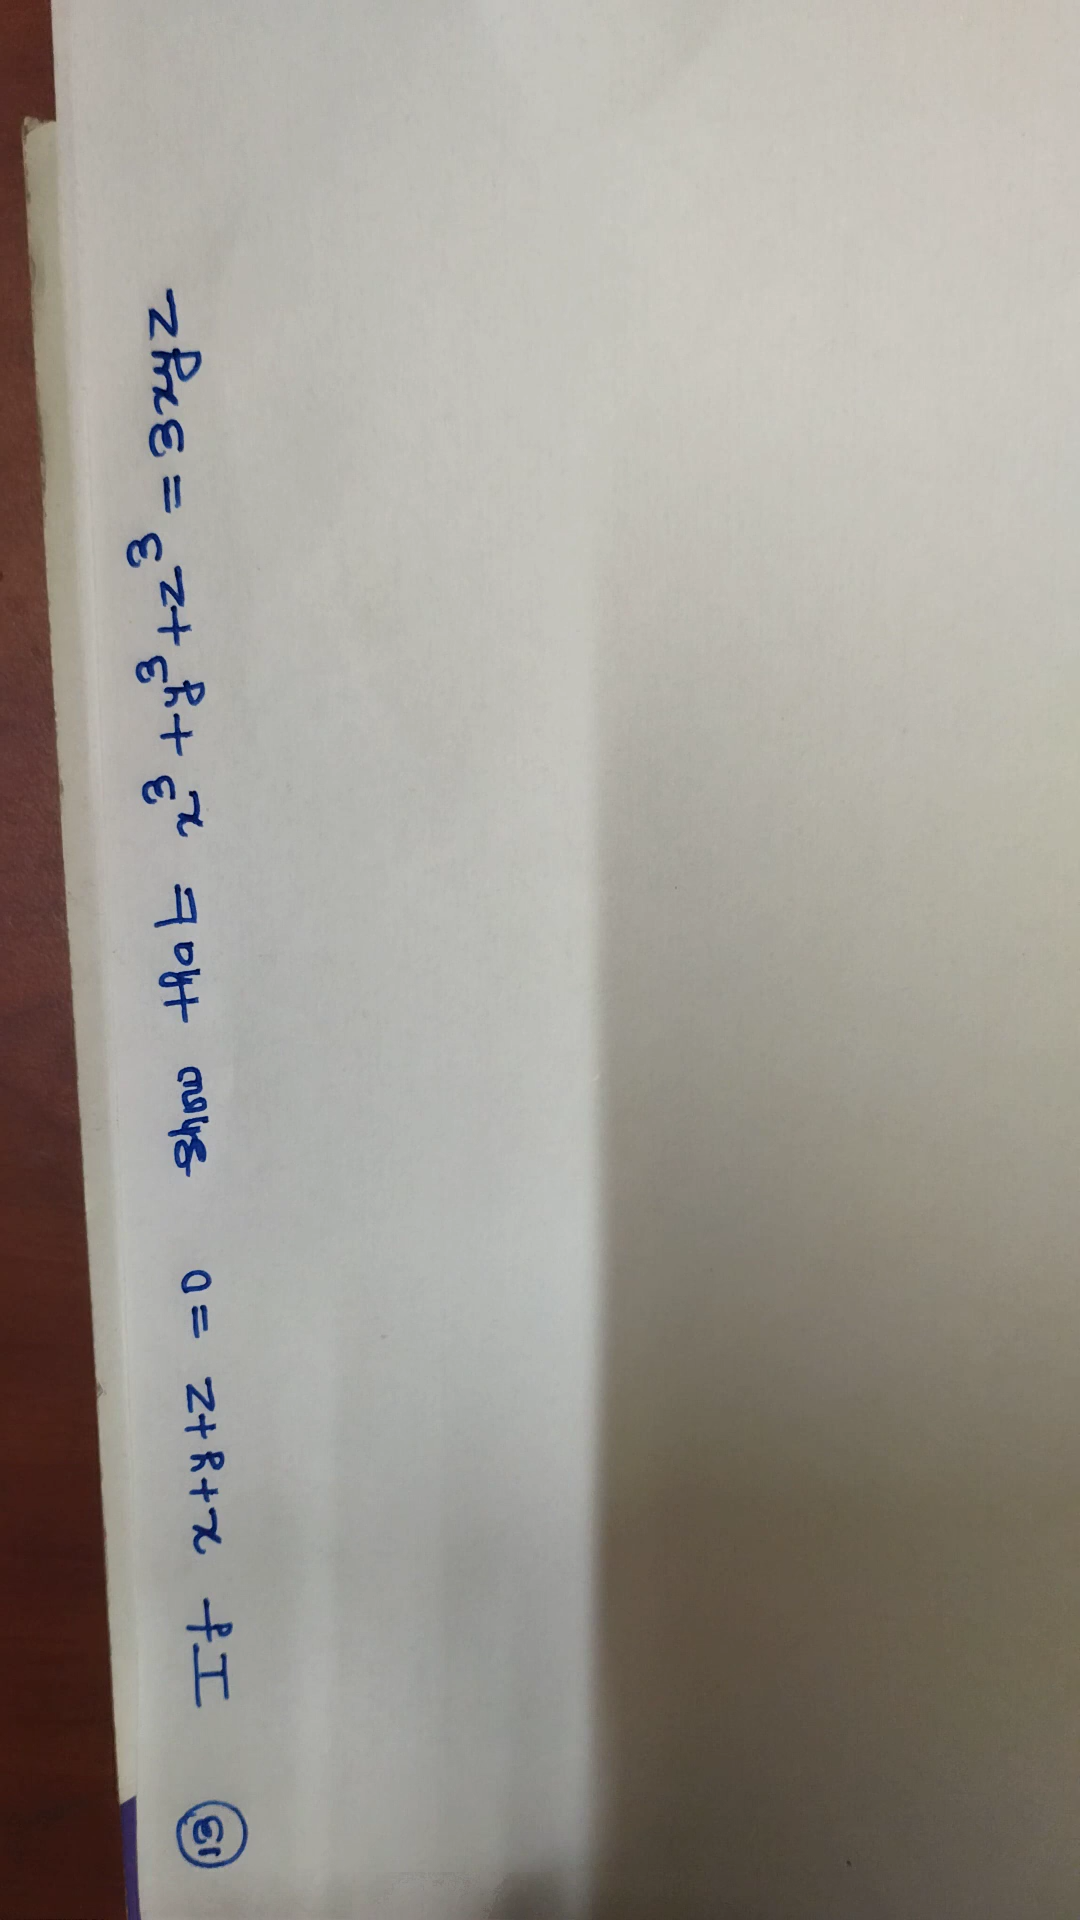 (13) If x+y+z = 0 show that x³+y³+z³ = 3xyz